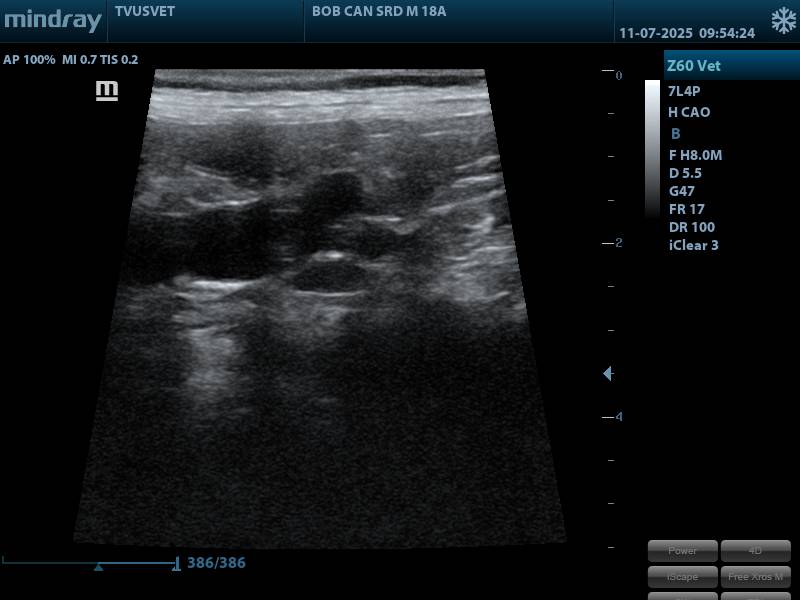 mindray
TVUSVET
BOB CAN SRD M 18A
11-07-2025 09:54:24
AP 100% MI 0.7 TIS 0.2
Z60 Vet
m
7L4P
H CAO
B
F H8.0M
D 5.5
G47
FR 17
DR 100
iClear 3
0
2
4
386/386
Power
4D
iScape
Free Xros M